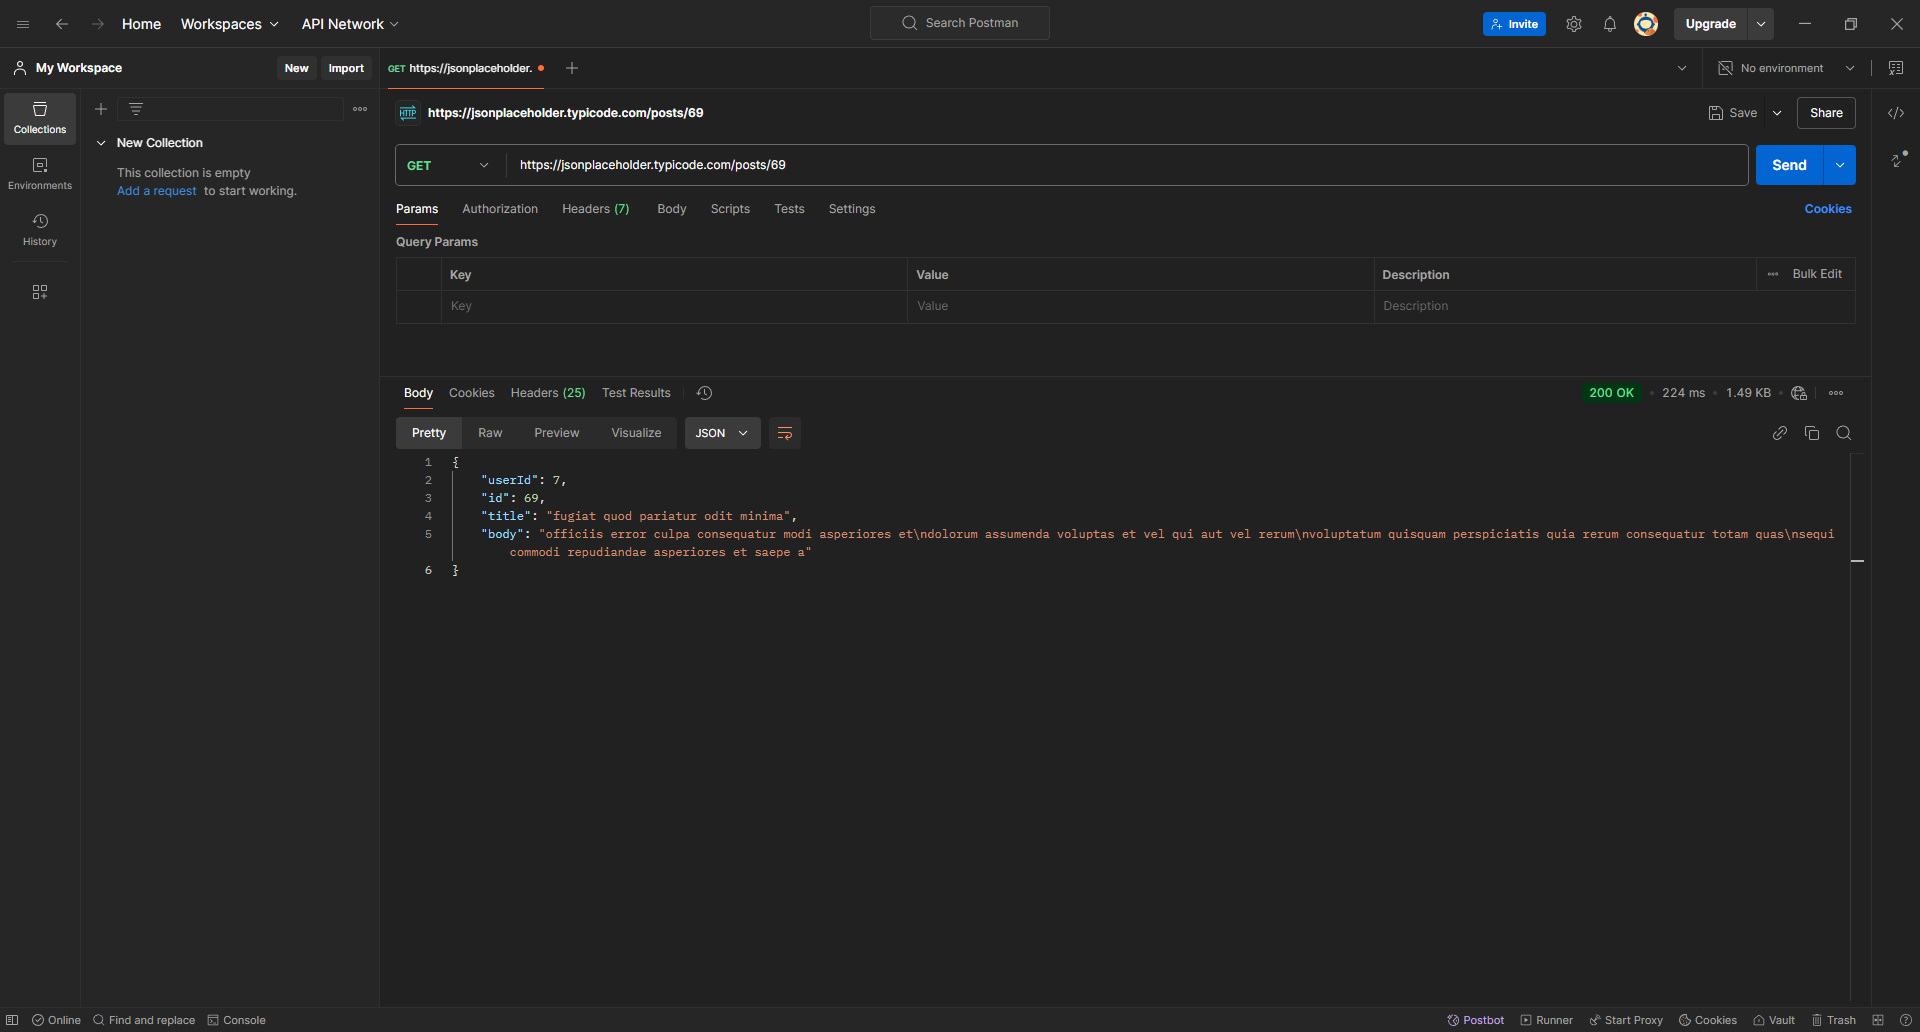 Home Workspaces API Network Search Postman Invite Upgrade
My Workspace New Import GET https://jsonplaceholder. No environment
Collections
Environments
History
New Collection
This collection is empty
Add a request to start working.
HTTP https://jsonplaceholder.typicode.com/posts/69 Save Share
GET https://jsonplaceholder.typicode.com/posts/69 Send
Params Authorization Headers (7) Body Scripts Tests Settings Cookies
Query Params
Key Value Description Bulk Edit
Key Value Description
Body Cookies Headers (25) Test Results 200 OK 224 ms 1.49 KB
Pretty Raw Preview Visualize JSON
1 {
2 "userId": 7,
3 "id": 69,
4 "title": "fugiat quod pariatur odit minima",
5 "body": "officiis error culpa consequatur modi asperiores et\ndolorum assumenda voluptas et vel qui aut vel rerum\nvoluptatum quisquam perspiciatis quia rerum consequatur totam quas\nsequi
commodi repudiandae asperiores et saepe a"
6 }
Online Find and replace Console Postbot Runner Start Proxy Cookies Vault Trash